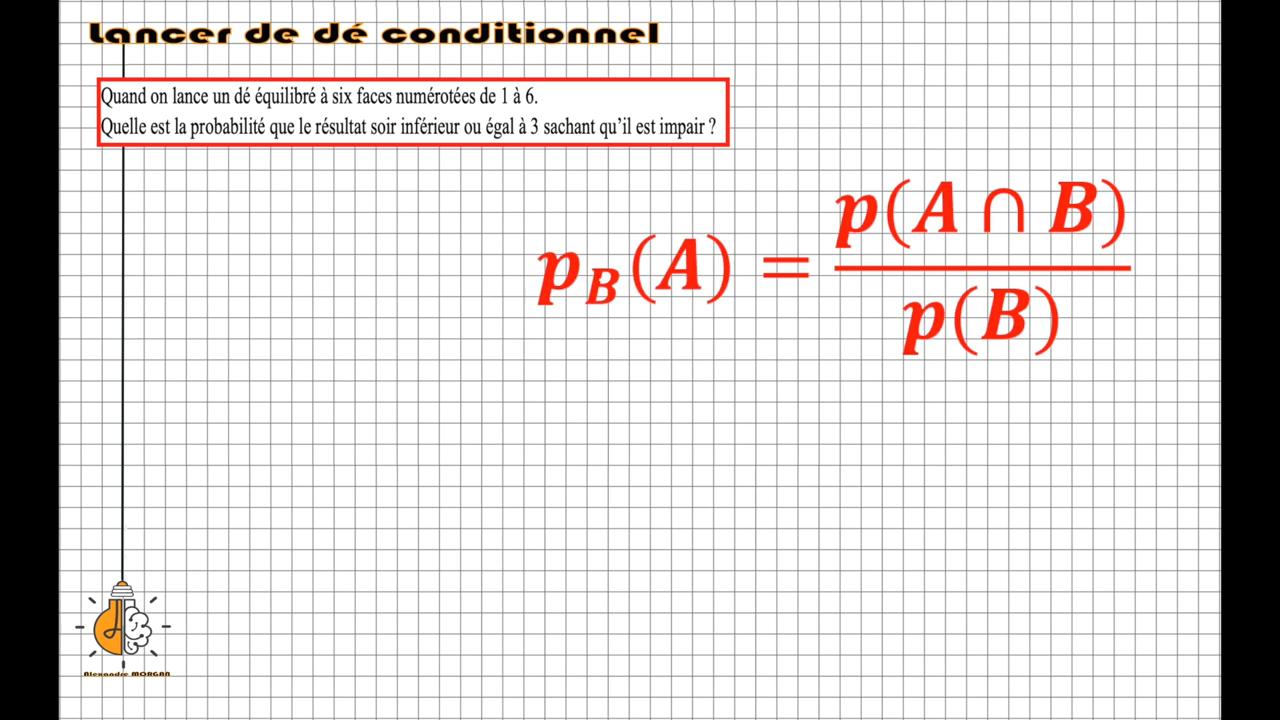 Lancer de dé conditionnel
Quand on lance un dé équilibré à six faces numérotées de 1 à 6.
Quelle est la probabilité que le résultat soir inférieur ou égal à 3 sachant qu’il est impair ?
p_B(A) = p(A ∩ B) / p(B)
Alexandre MORGAN